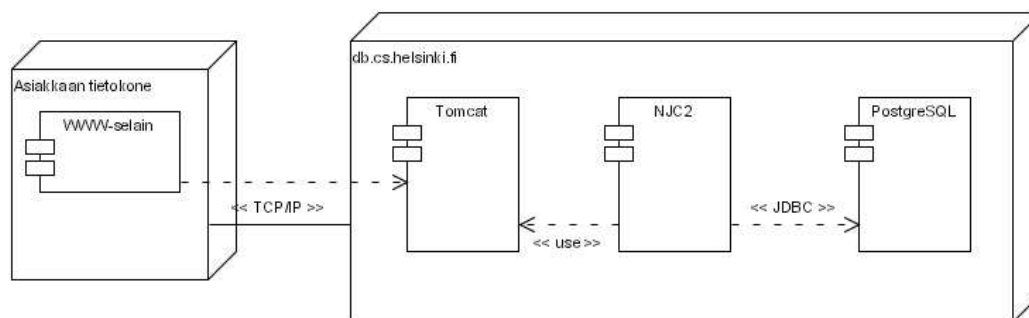 db.cs.helsinki.fi
Asiakkaan tietokone
WWW-selain
Tomcat
NJC2
PostgreSQL
<< TCP/IP >>
<< use >>
<< JDBC >>